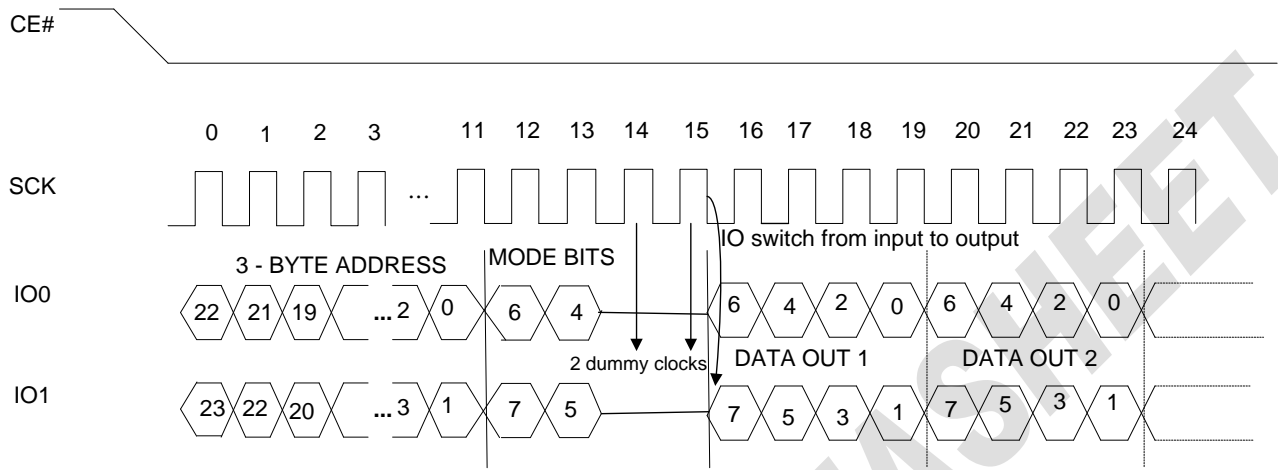 CE#
0 1 2 3 11 12 13 14 15 16 17 18 19 20 21 22 23 24
SCK ...
IO switch from input to output
3 - BYTE ADDRESS MODE BITS
IO0 22 21 19 ... 2 0 6 4 6 4 2 0 6 4 2 0
2 dummy clocks DATA OUT 1 DATA OUT 2
IO1 23 22 20 ... 3 1 7 5 7 5 3 1 7 5 3 1
ASHEET